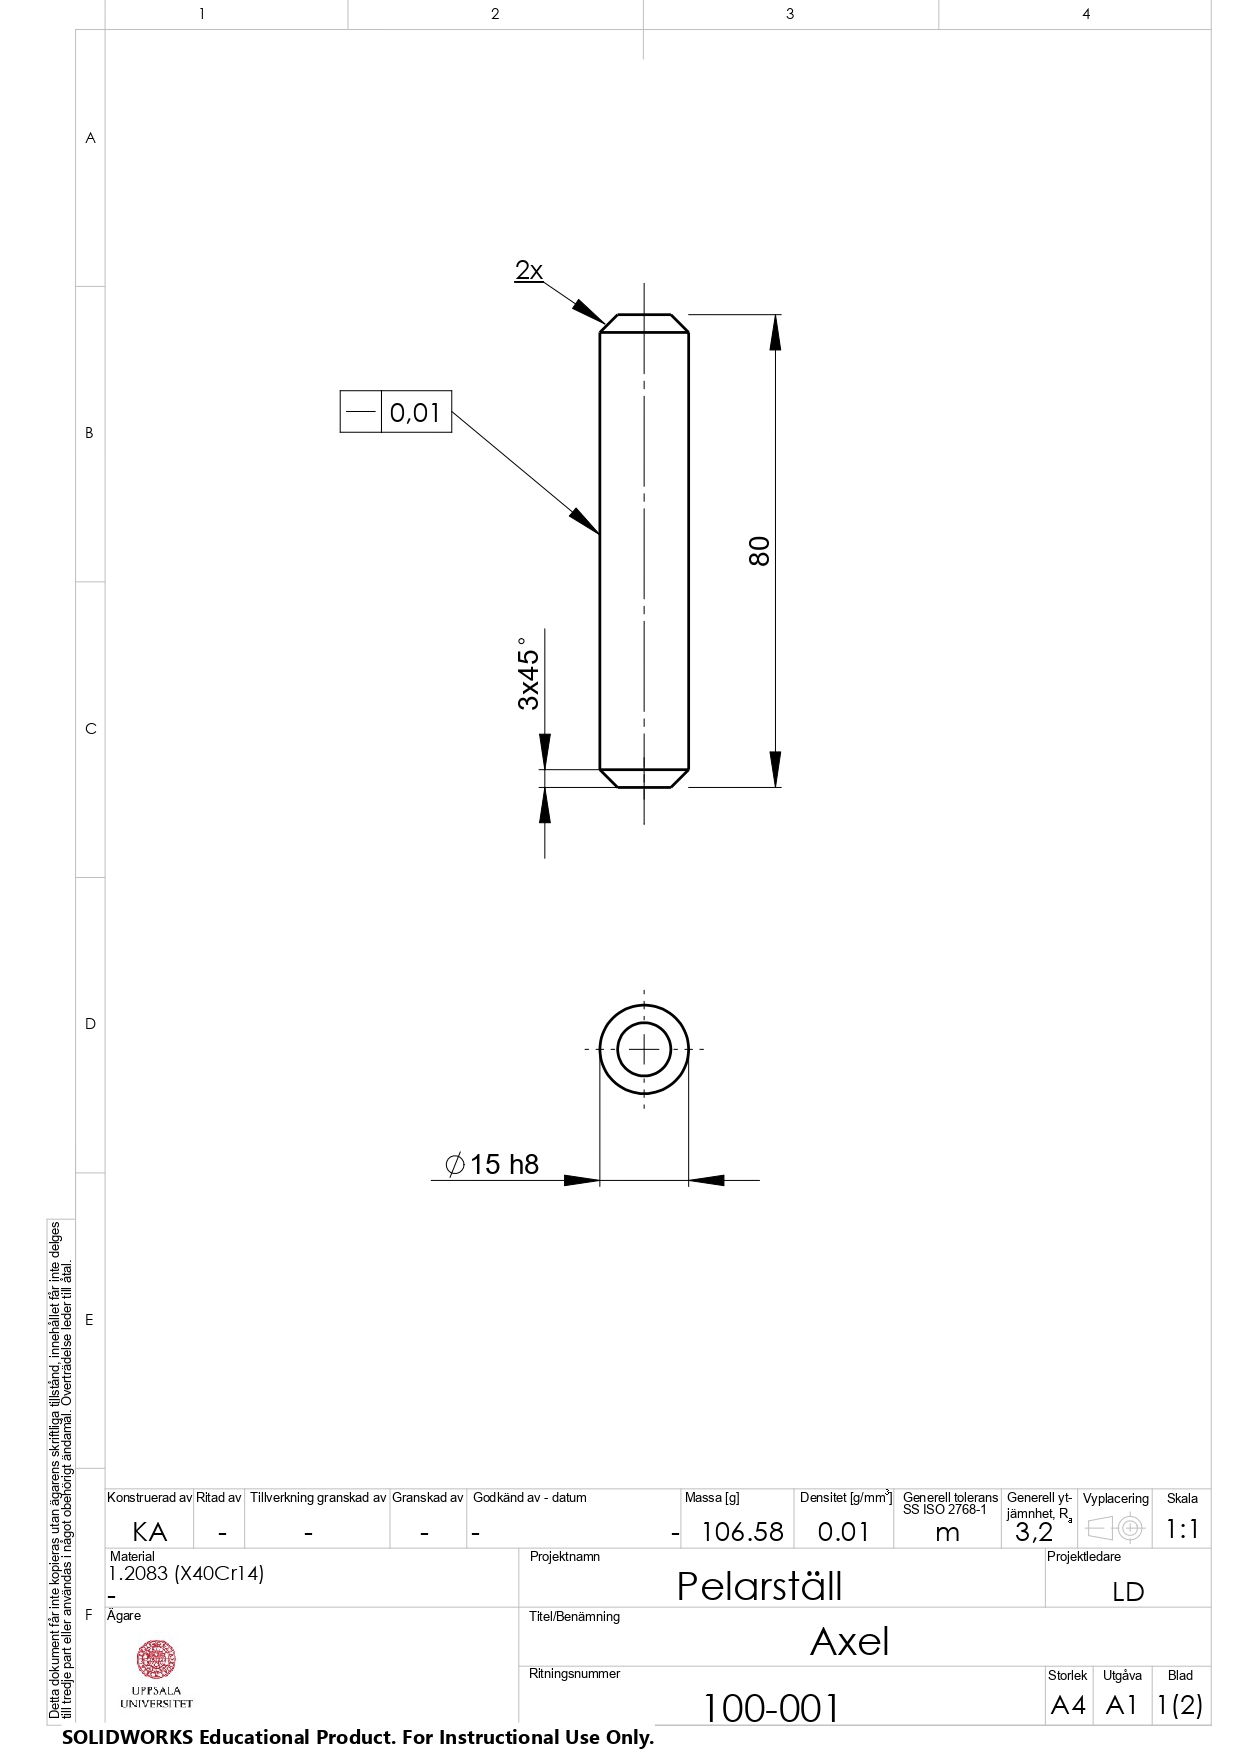 1 2 3 4
A
2x
B
0,01
80
3x45°
C
D
⌀15 h8
E
Detta dokument får inte kopieras utan ägarens skriftliga tillstånd, innehållet får inte delges
till tredje part eller användas i något obehörigt ändamål. Överträdelse leder till åtal.
Konstruerad av Ritad av Tillverkning granskad av Granskad av Godkänd av - datum Massa [g] Densitet [g/mm³] Generell tolerans Generell yt- Vyplacering Skala
SS ISO 2768-1 jämnhet, Ra
KA - - - - - 106.58 0.01 m 3,2 1:1
Material Projektnamn Projektledare
1.2083 (X40Cr14)
- Pelarställ LD
F Ägare Titel/Benämning
Axel
Ritningsnummer Storlek Utgåva Blad
UPPSALA
UNIVERSITET
100-001 A4 A1 1(2)
SOLIDWORKS Educational Product. For Instructional Use Only.